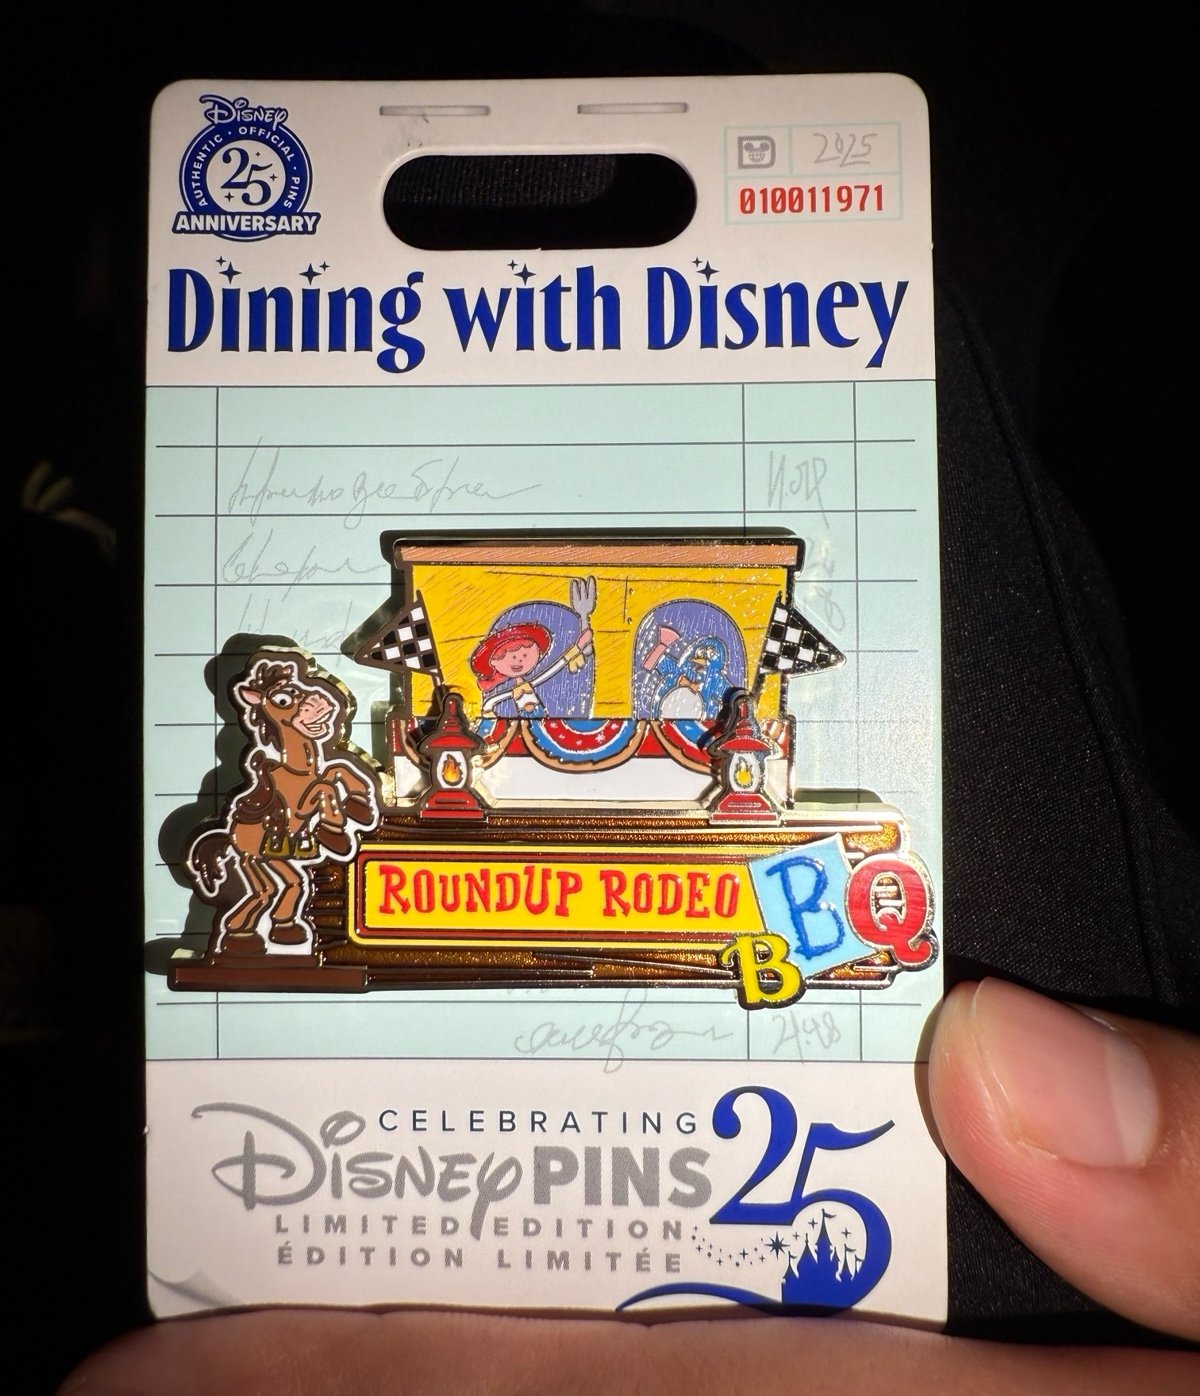 Disney
AUTHENTIC · OFFICIAL · PINS
25
ANNIVERSARY
2025
010011971
Dining with Disney
ROUNDUP RODEO
BBQ
CELEBRATING
Disney PINS 25
LIMITED EDITION
ÉDITION LIMITÉE